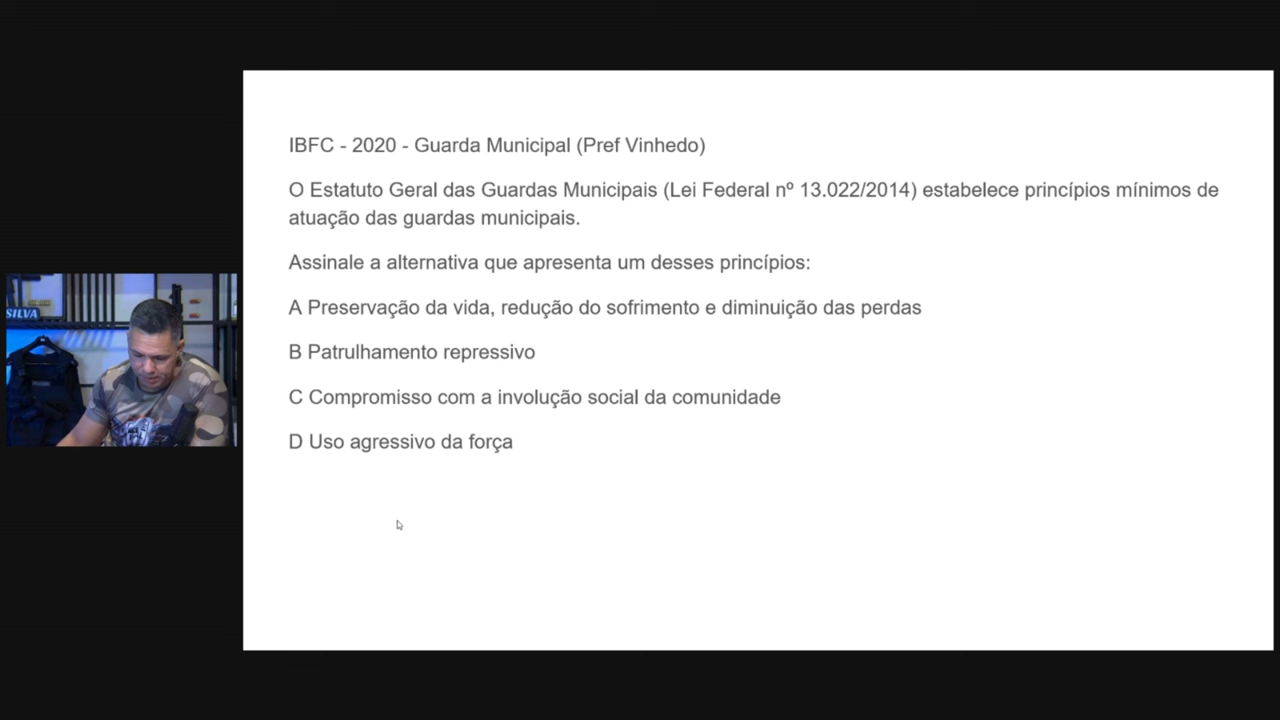 IBFC - 2020 - Guarda Municipal (Pref Vinhedo)
O Estatuto Geral das Guardas Municipais (Lei Federal nº 13.022/2014) estabelece princípios mínimos de
atuação das guardas municipais.
Assinale a alternativa que apresenta um desses princípios:
A Preservação da vida, redução do sofrimento e diminuição das perdas
B Patrulhamento repressivo
C Compromisso com a involução social da comunidade
D Uso agressivo da força
SILVA